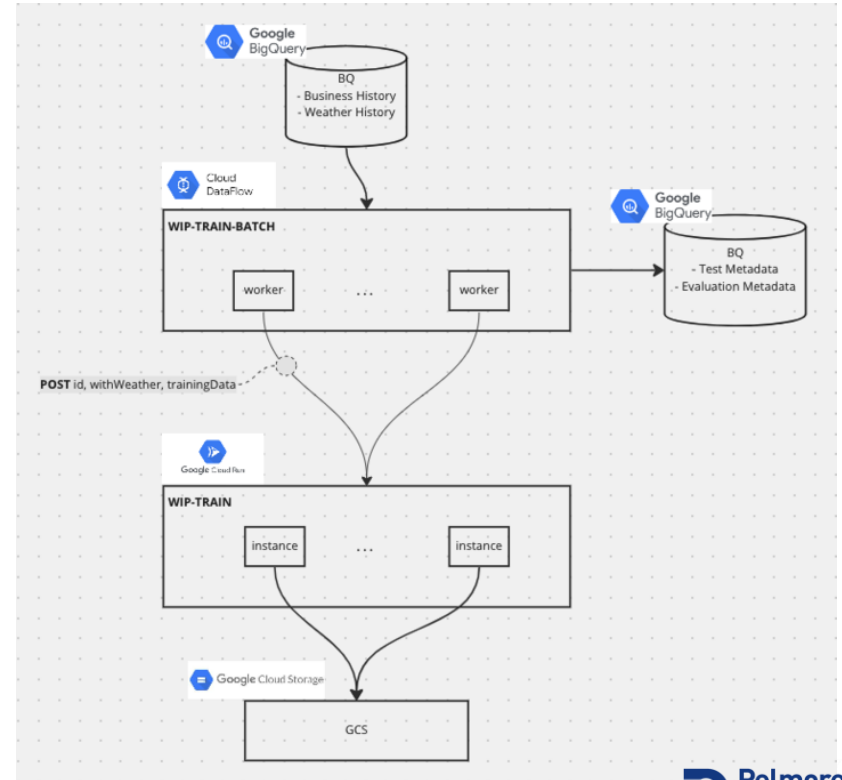 Google
BigQuery
BQ
- Business History
- Weather History
Cloud
DataFlow
Google
BigQuery
WIP-TRAIN-BATCH
BQ
- Test Metadata
- Evaluation Metadata
worker
...
worker
POST id, withWeather, trainingData
Google Cloud Run
WIP-TRAIN
instance
...
instance
Google Cloud Storage
GCS